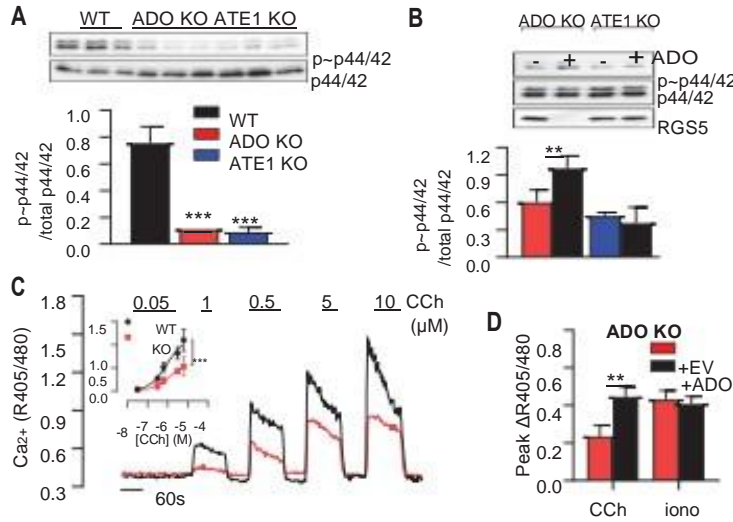 A
WT ADO KO ATE1 KO
p~p44/42
p44/42
1.0
0.8
0.6
0.4
0.2
0.0
p~p44/42
/total p44/42
WT
ADO KO
ATE1 KO
***
***
B
ADO KO ATE1 KO
- + - + ADO
p~p44/42
p44/42
RGS5
1.2
0.9
0.6
0.3
0.0
p~p44/42
/total p44/42
**
C
1.8
1.5
1.2
0.9
0.6
0.3
Ca2+ (R405/480)
0.05 1 0.5 5 10 CCh
(µM)
1.5
1.0
0.5
0.0
WT
KO
***
-8 -7 -6 -5 -4
[CCh] (M)
60s
D
ADO KO
+EV
+ADO
0.8
0.6
0.4
0.2
0.0
Peak ΔR405/480
**
CCh iono